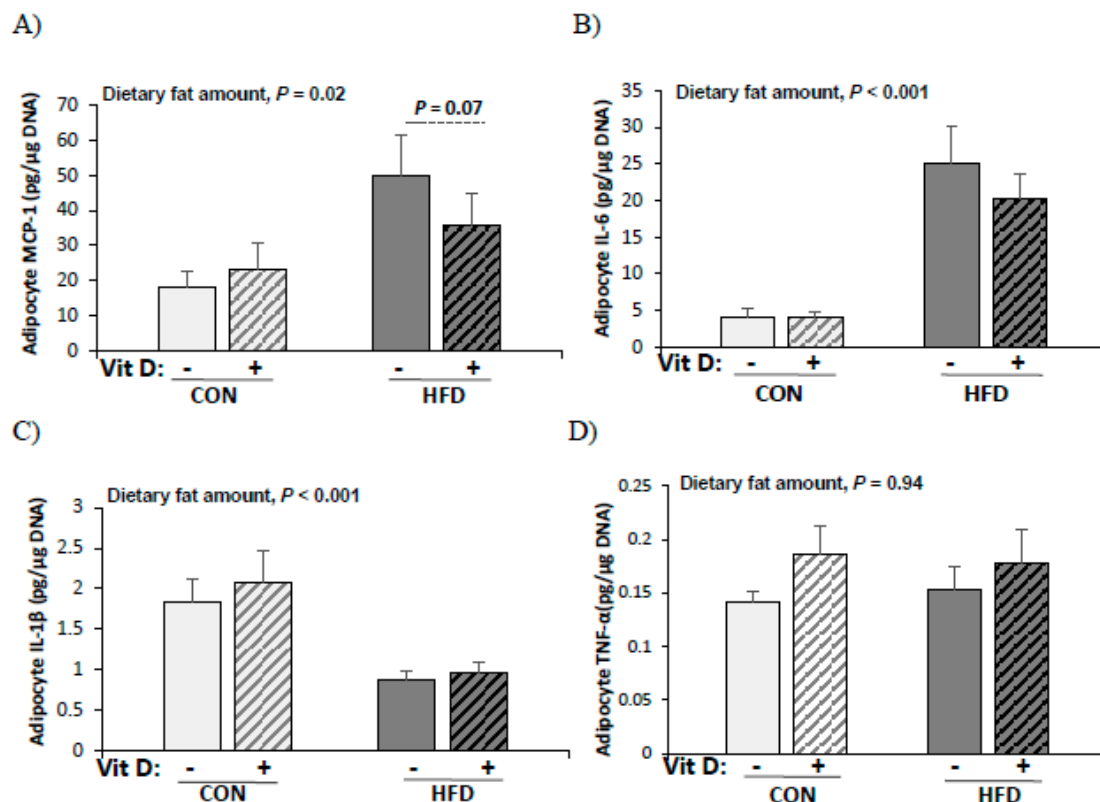 A)
Dietary fat amount, P = 0.02
P = 0.07
Adipocyte MCP-1 (pg/µg DNA)
70
60
50
40
30
20
10
0
Vit D: - + - +
CON HFD
B)
Dietary fat amount, P < 0.001
Adipocyte IL-6 (pg/µg DNA)
35
30
25
20
15
10
5
0
Vit D: - + - +
CON HFD
C)
Dietary fat amount, P < 0.001
Adipocyte IL-1β (pg/µg DNA)
3
2.5
2
1.5
1
0.5
0
Vit D: - + - +
CON HFD
D)
Dietary fat amount, P = 0.94
Adipocyte TNF-α(pg/µg DNA)
0.25
0.2
0.15
0.1
0.05
0
Vit D: - + - +
CON HFD